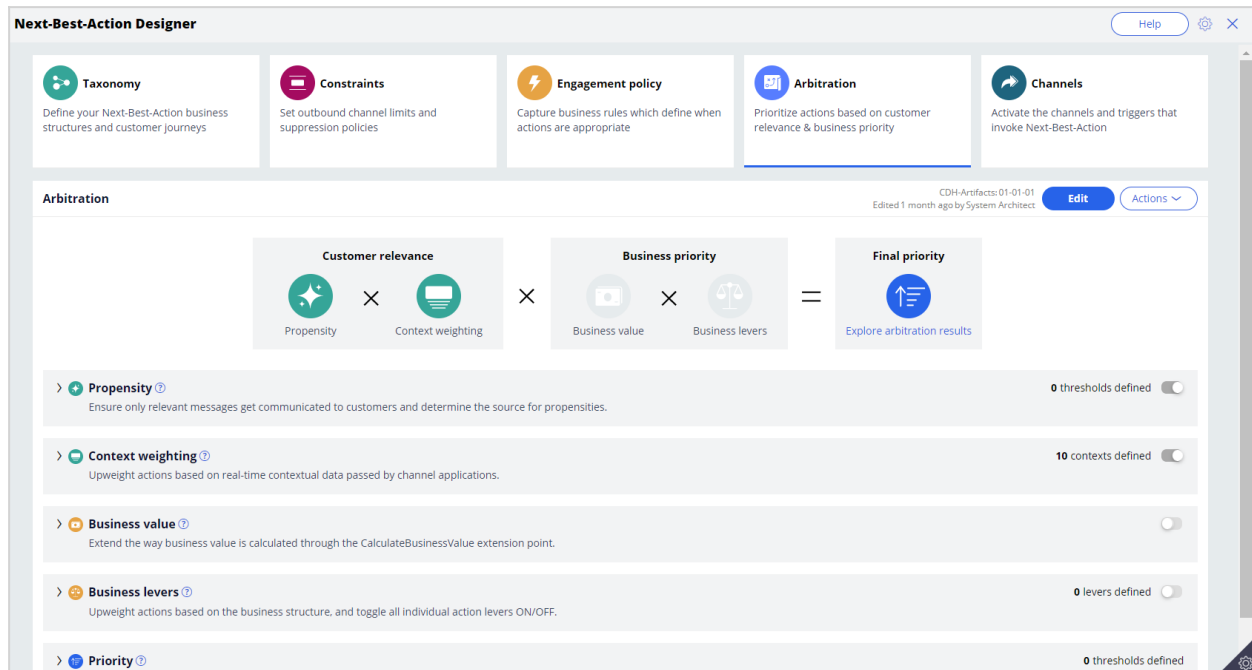 Next-Best-Action Designer
Help
Taxonomy
Define your Next-Best-Action business
structures and customer journeys
Constraints
Set outbound channel limits and
suppression policies
Engagement policy
Capture business rules which define when
actions are appropriate
Arbitration
Prioritize actions based on customer
relevance & business priority
Channels
Activate the channels and triggers that
invoke Next-Best-Action
Arbitration
CDH-Artifacts: 01-01-01
Edited 1 month ago by System Architect
Edit
Actions
Customer relevance
Propensity
Context weighting
Business priority
Business value
Business levers
Final priority
Explore arbitration results
Propensity
0 thresholds defined
Ensure only relevant messages get communicated to customers and determine the source for propensities.
Context weighting
10 contexts defined
Upweight actions based on real-time contextual data passed by channel applications.
Business value
Extend the way business value is calculated through the CalculateBusinessValue extension point.
Business levers
0 levers defined
Upweight actions based on the business structure, and toggle all individual action levers ON/OFF.
Priority
0 thresholds defined